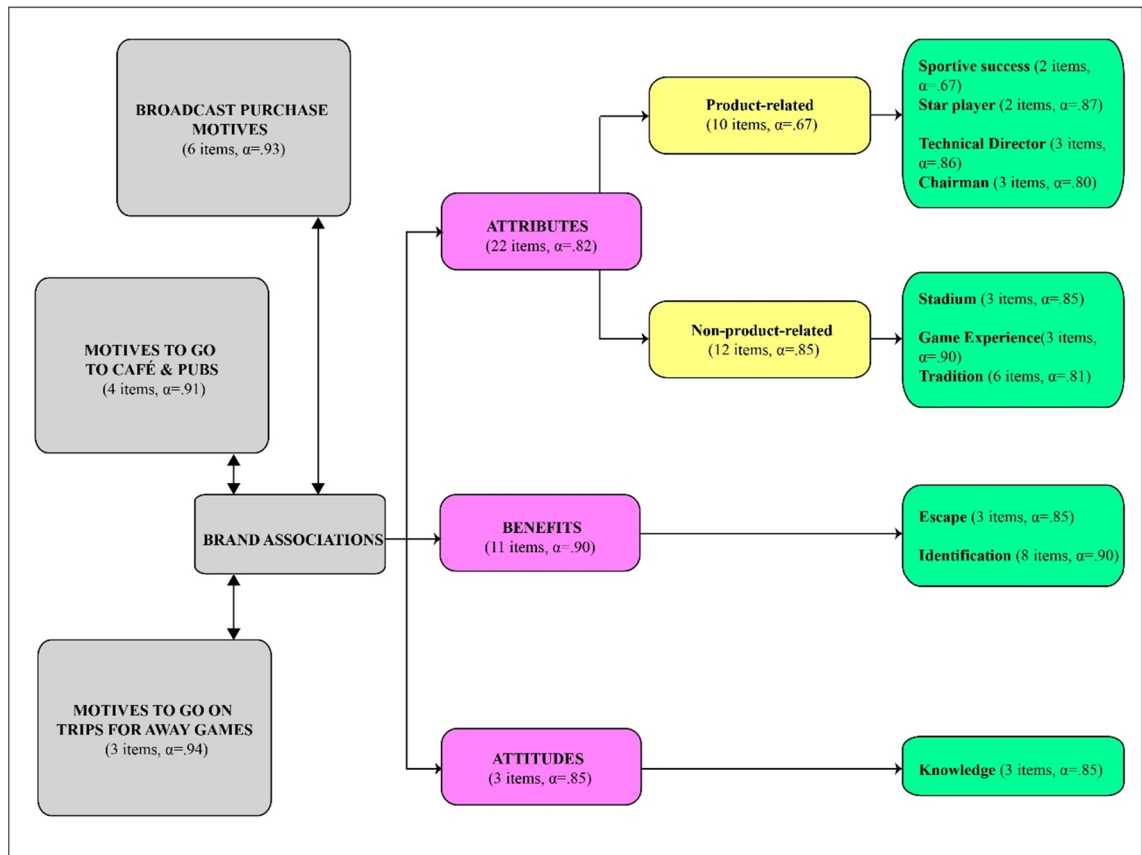 BROADCAST PURCHASE
MOTIVES
(6 items, α=.93)
MOTIVES TO GO
TO CAFÉ & PUBS
(4 items, α=.91)
BRAND ASSOCIATIONS
MOTIVES TO GO ON
TRIPS FOR AWAY GAMES
(3 items, α=.94)
ATTRIBUTES
(22 items, α=.82)
BENEFITS
(11 items, α=.90)
ATTITUDES
(3 items, α=.85)
Product-related
(10 items, α=.67)
Non-product-related
(12 items, α=.85)
Sportive success (2 items,
α=.67)
Star player (2 items, α=.87)
Technical Director (3 items,
α=.86)
Chairman (3 items, α=.80)
Stadium (3 items, α=.85)
Game Experience(3 items,
α=.90)
Tradition (6 items, α=.81)
Escape (3 items, α=.85)
Identification (8 items, α=.90)
Knowledge (3 items, α=.85)